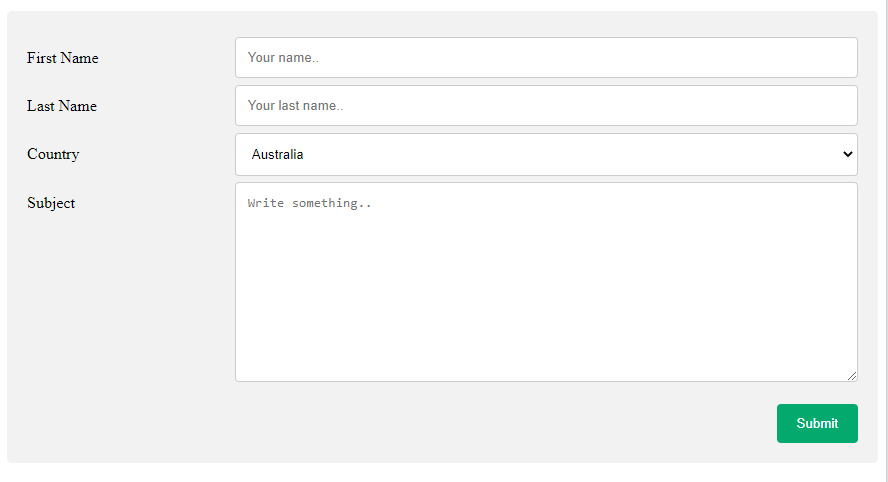 First Name Your name..
Last Name Your last name..
Country Australia
Subject Write something..
Submit